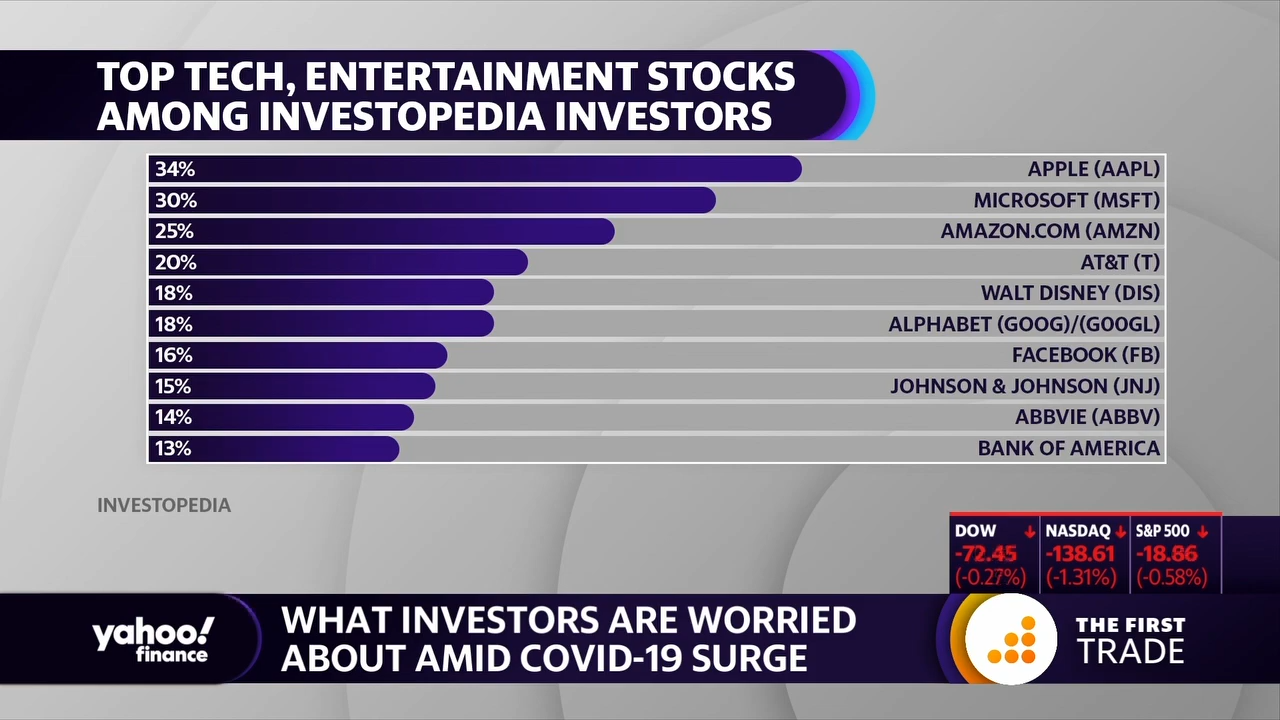 TOP TECH, ENTERTAINMENT STOCKS
AMONG INVESTOPEDIA INVESTORS
34% APPLE (AAPL)
30% MICROSOFT (MSFT)
25% AMAZON.COM (AMZN)
20% AT&T (T)
18% WALT DISNEY (DIS)
18% ALPHABET (GOOG)/(GOOGL)
16% FACEBOOK (FB)
15% JOHNSON & JOHNSON (JNJ)
14% ABBVIE (ABBV)
13% BANK OF AMERICA
INVESTOPEDIA
DOW NASDAQ S&P 500
-72.45 -138.61 -18.86
(-0.27%) (-1.31%) (-0.58%)
yahoo!
finance
WHAT INVESTORS ARE WORRIED
ABOUT AMID COVID-19 SURGE
THE FIRST
TRADE